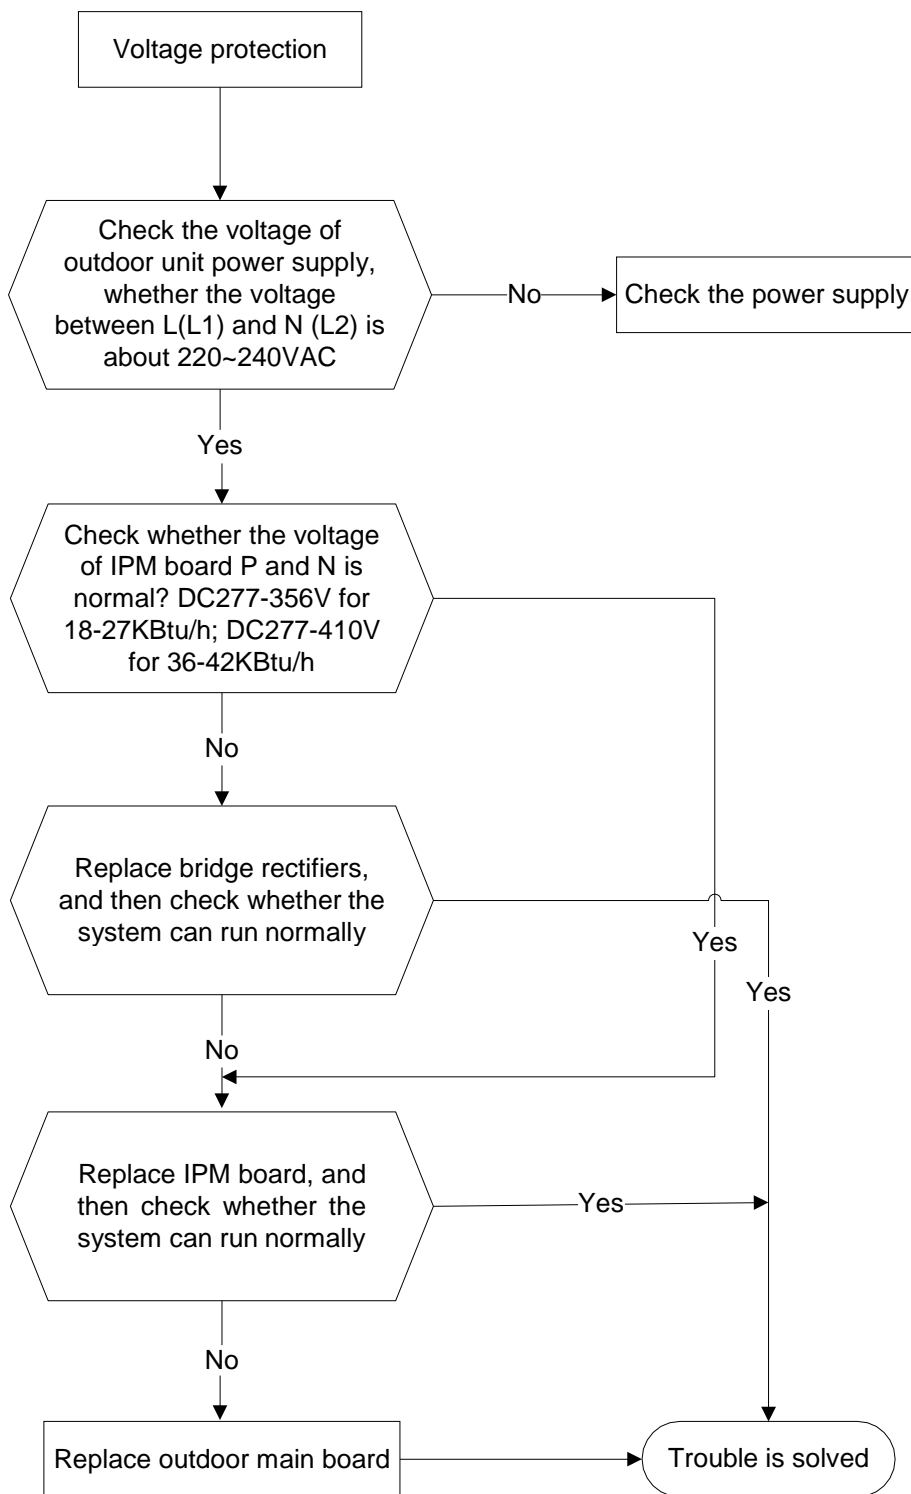 Voltage protection
Check the voltage of
outdoor unit power supply,
whether the voltage
between L(L1) and N (L2) is
about 220~240VAC
No
Check the power supply
Yes
Check whether the voltage
of IPM board P and N is
normal? DC277-356V for
18-27KBtu/h; DC277-410V
for 36-42KBtu/h
No
Replace bridge rectifiers,
and then check whether the
system can run normally
Yes
Yes
No
Replace IPM board, and
then check whether the
system can run normally
Yes
No
Replace outdoor main board
Trouble is solved